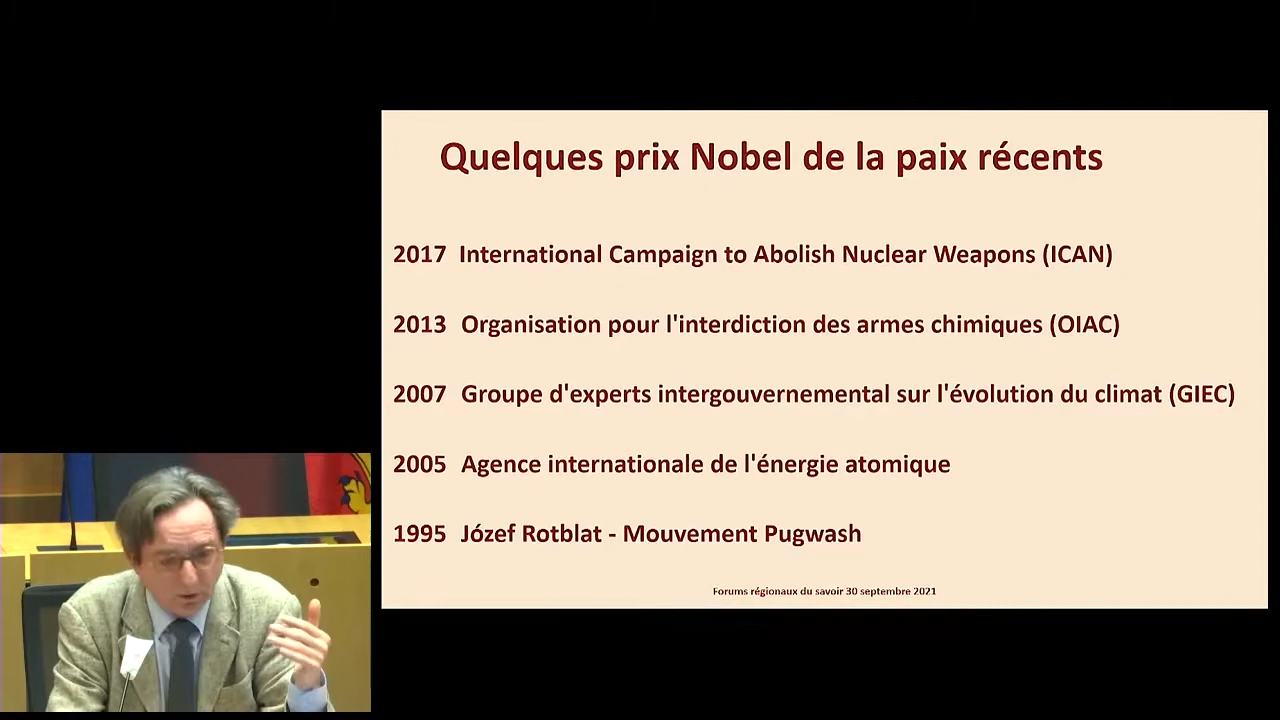 Quelques prix Nobel de la paix récents
2017 International Campaign to Abolish Nuclear Weapons (ICAN)
2013 Organisation pour l'interdiction des armes chimiques (OIAC)
2007 Groupe d'experts intergouvernemental sur l'évolution du climat (GIEC)
2005 Agence internationale de l'énergie atomique
1995 Józef Rotblat - Mouvement Pugwash
Forums régionaux du savoir 30 septembre 2021